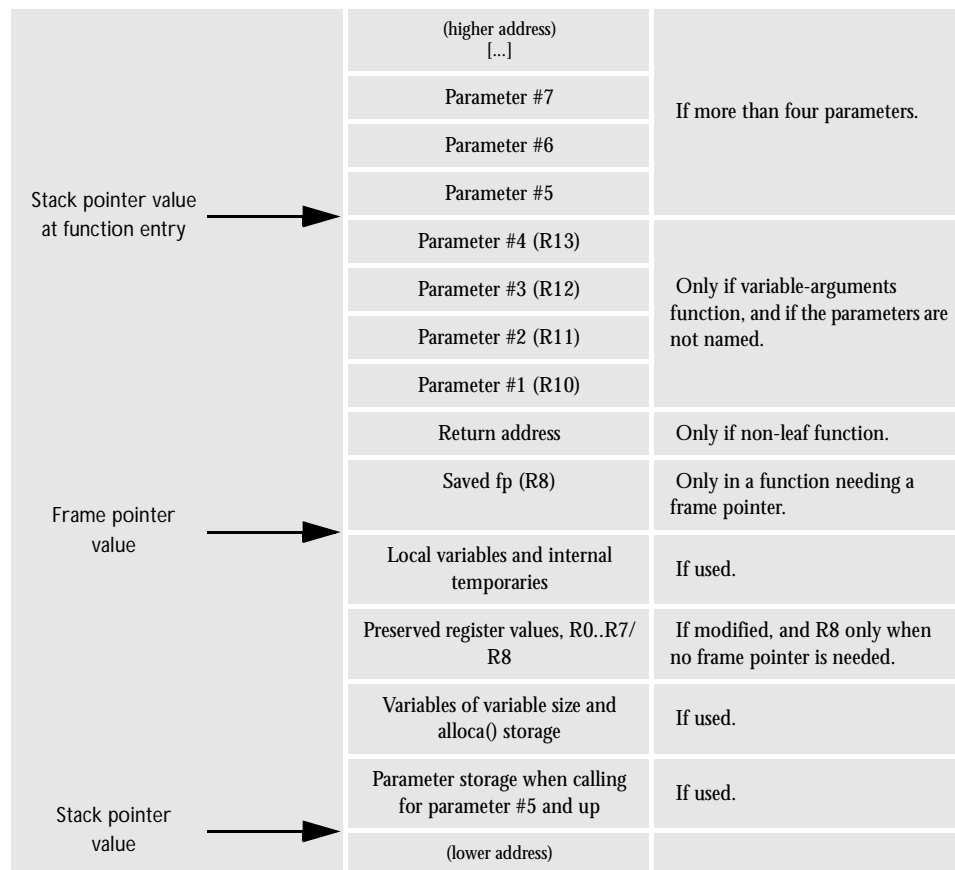 (higher address)
[...]
If more than four parameters.
Parameter #7
Parameter #6
Parameter #5
Stack pointer value
at function entry
Parameter #4 (R13)
Only if variable-arguments
function, and if the parameters are
not named.
Parameter #3 (R12)
Parameter #2 (R11)
Parameter #1 (R10)
Return address
Only if non-leaf function.
Saved fp (R8)
Only in a function needing a
frame pointer.
Frame pointer
value
Local variables and internal
temporaries
If used.
Preserved register values, R0..R7/
R8
If modified, and R8 only when
no frame pointer is needed.
Variables of variable size and
alloca() storage
If used.
Parameter storage when calling
for parameter #5 and up
If used.
Stack pointer
value
(lower address)